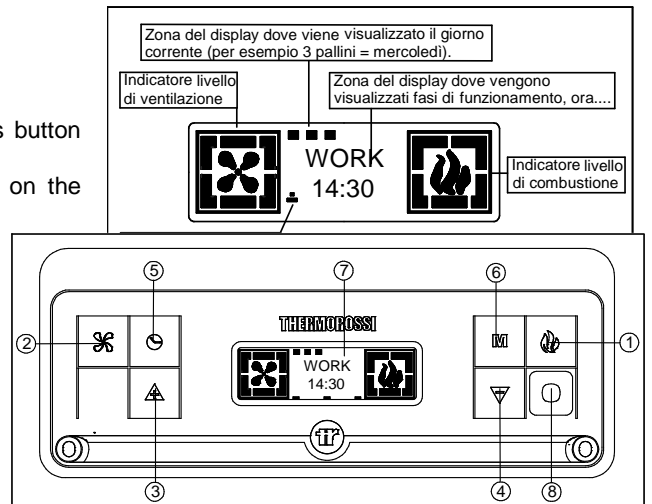 Zona del display dove viene visualizzato il giorno
corrente (per esempio 3 pallini = mercoledì).
Indicatore livello
di ventilazione
Zona del display dove vengono
visualizzati fasi di funzionamento, ora....
s button
on the
WORK
14:30
Indicatore livello
di combustione
5
7
6
2
THERMOROSSI
M
1
WORK
14:30
3
4
8